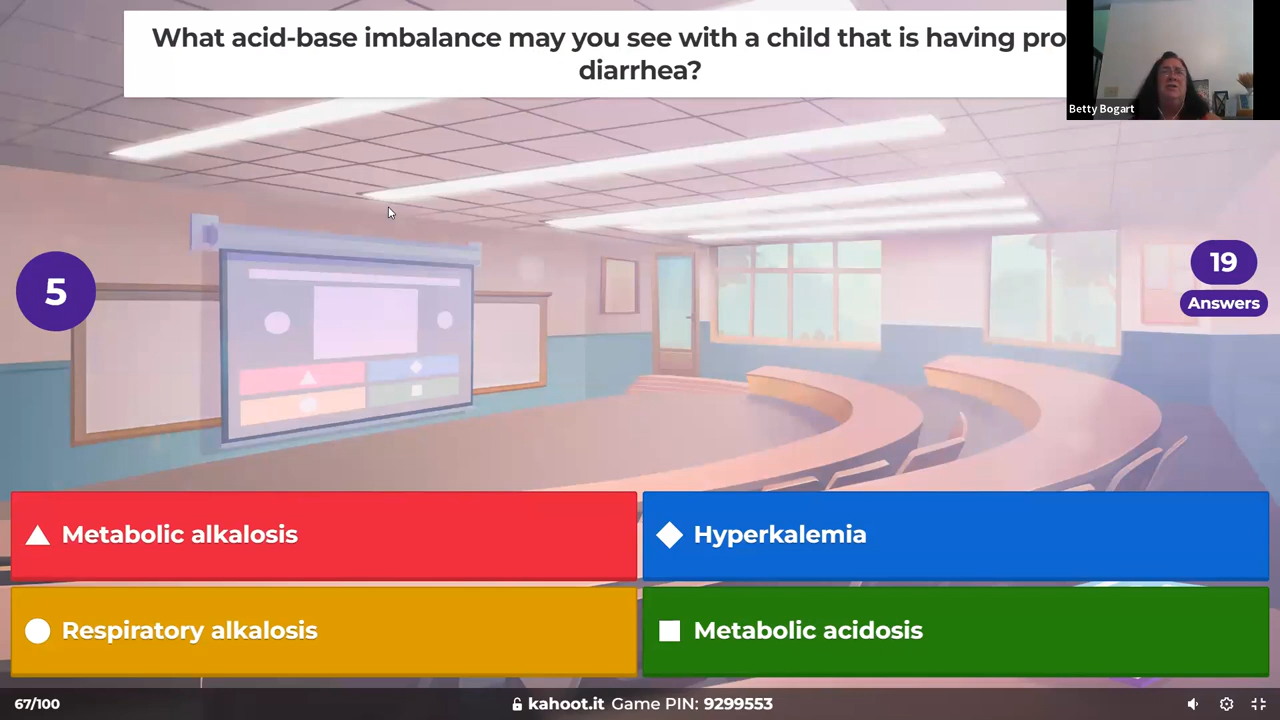 What acid-base imbalance may you see with a child that is having
diarrhea?
Betty Bogart
5
19
Answers
Metabolic alkalosis
Hyperkalemia
Respiratory alkalosis
Metabolic acidosis
67/100
kahoot.it Game PIN: 9299553